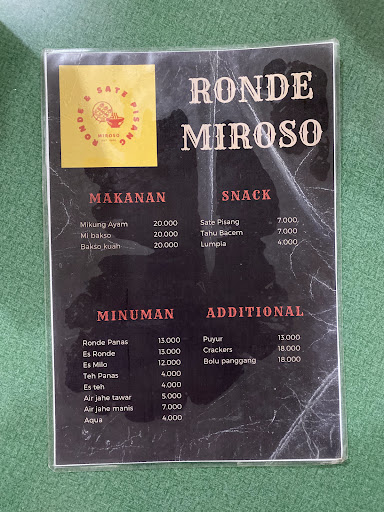 RONDE & SATE PISANG
MIROSO
RONDE
MIROSO
MAKANAN
Mikung Ayam 20.000
Mi bakso 20.000
Bakso kuah 20.000
SNACK
Sate Pisang 7.000
Tahu Bacem 7.000
Lumpia 4.000
MINUMAN
Ronde Panas 13.000
Es Ronde 13.000
Es Milo 12.000
Teh Panas 4.000
Es teh 4.000
Air jahe tawar 5.000
Air jahe manis 7.000
Aqua 4.000
ADDITIONAL
Puyur 13.000
Crackers 18.000
Bolu panggang 18.000